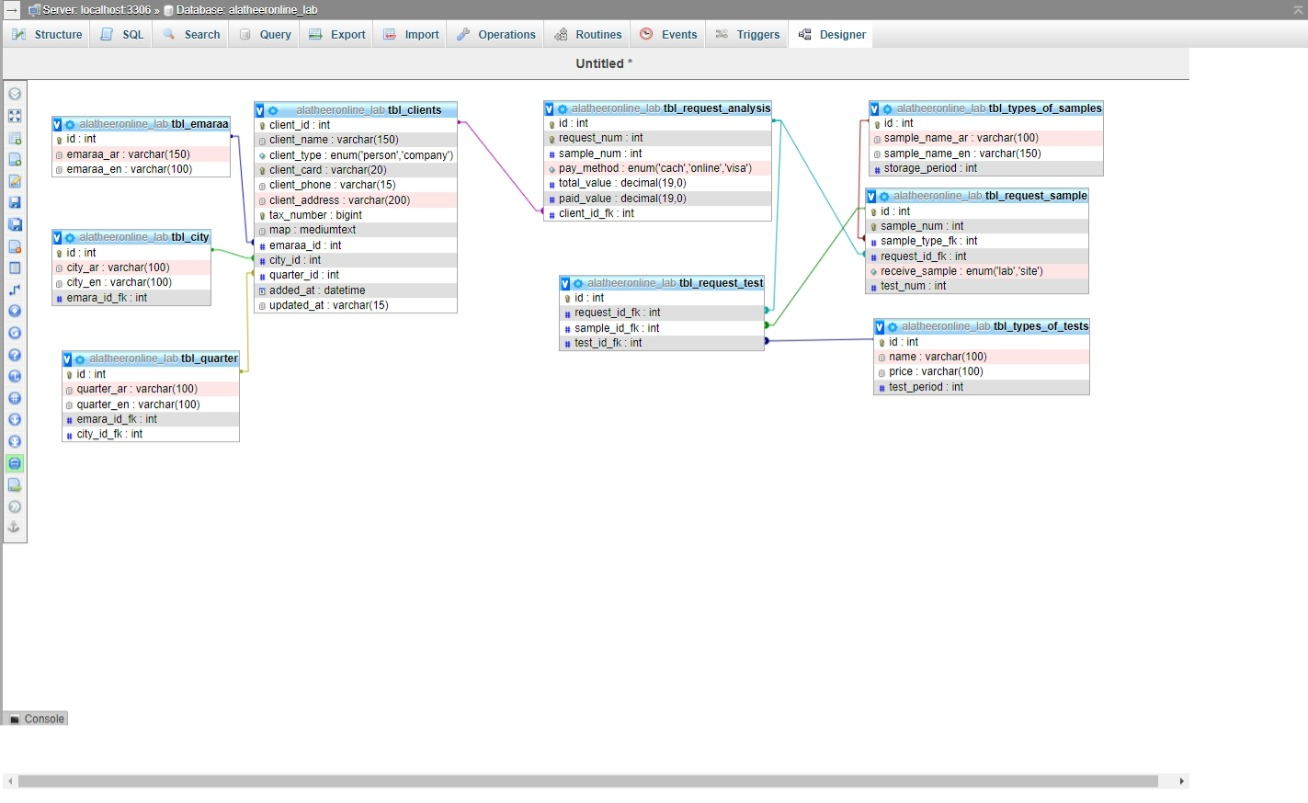 Server: localhost:3306 » Database: alatheeronline_lab
Structure SQL Search Query Export Import Operations Routines Events Triggers Designer
Untitled *
alatheeronline_lab tbl_emaraa
id : int
emaraa_ar : varchar(150)
emaraa_en : varchar(100)
alatheeronline_lab tbl_city
id : int
city_ar : varchar(100)
city_en : varchar(100)
emara_id_fk : int
alatheeronline_lab tbl_quarter
id : int
quarter_ar : varchar(100)
quarter_en : varchar(100)
emara_id_fk : int
city_id_fk : int
alatheeronline_lab tbl_clients
client_id : int
client_name : varchar(150)
client_type : enum('person','company')
client_card : varchar(20)
client_phone : varchar(15)
client_address : varchar(200)
tax_number : bigint
map : mediumtext
emaraa_id : int
city_id : int
quarter_id : int
added_at : datetime
updated_at : varchar(15)
alatheeronline_lab tbl_request_analysis
id : int
request_num : int
sample_num : int
pay_method : enum('cach','online','visa')
total_value : decimal(19,0)
paid_value : decimal(19,0)
client_id_fk : int
alatheeronline_lab tbl_request_test
id : int
request_id_fk : int
sample_id_fk : int
test_id_fk : int
alatheeronline_lab tbl_types_of_samples
id : int
sample_name_ar : varchar(100)
sample_name_en : varchar(150)
storage_period : int
alatheeronline_lab tbl_request_sample
id : int
sample_num : int
sample_type_fk : int
request_id_fk : int
receive_sample : enum('lab','site')
test_num : int
alatheeronline_lab tbl_types_of_tests
id : int
name : varchar(100)
price : varchar(100)
test_period : int
Console